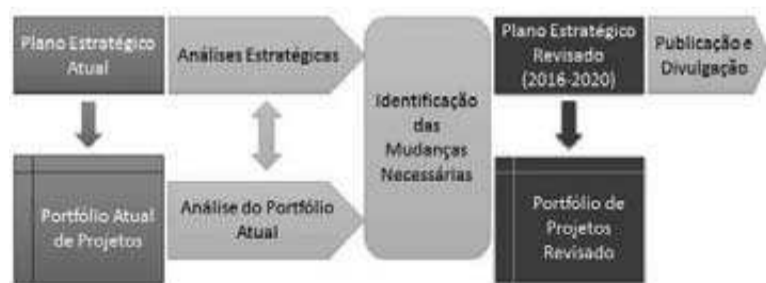 Plano Estratégico
Atual
Análises Estratégicas
Identificação
das
Mudanças
Necessárias
Plano Estratégico
Revisado
(2016-2020)
Publicação e
Divulgação
Portfólio Atual
de Projetos
Análise do Portfólio
Atual
Portfólio de
Projetos
Revisado